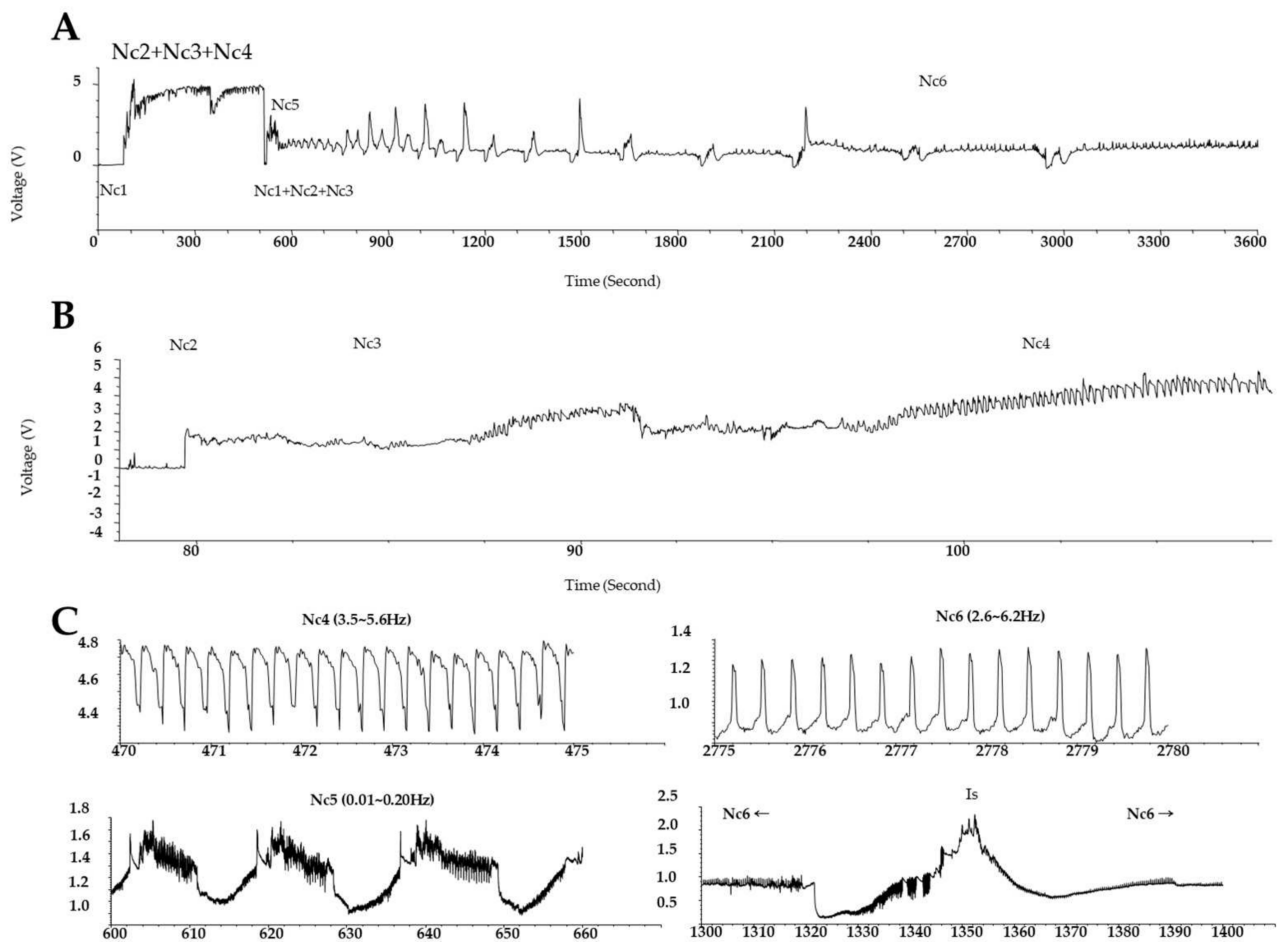 A
Nc2+Nc3+Nc4
5
Nc5
Nc6
0
Nc1
Nc1+Nc2+Nc3
Voltage (V)
0 300 600 900 1200 1500 1800 2100 2400 2700 3000 3300 3600
Time (Second)
B
Nc2 Nc3 Nc4
6
5
4
3
2
1
0
-1
-2
-3
-4
Voltage (V)
80 90 100
Time (Second)
C
Nc4 (3.5~5.6Hz)
4.8
4.6
4.4
470 471 472 473 474 475
Nc6 (2.6~6.2Hz)
1.4
1.2
1.0
2775 2776 2777 2778 2779 2780
Nc5 (0.01~0.20Hz)
1.8
1.6
1.4
1.2
1.0
600 610 620 630 640 650 660
Is
Nc6 ← Nc6 →
2.5
2.0
1.5
1.0
0.5
1300 1310 1320 1330 1340 1350 1360 1370 1380 1390 1400